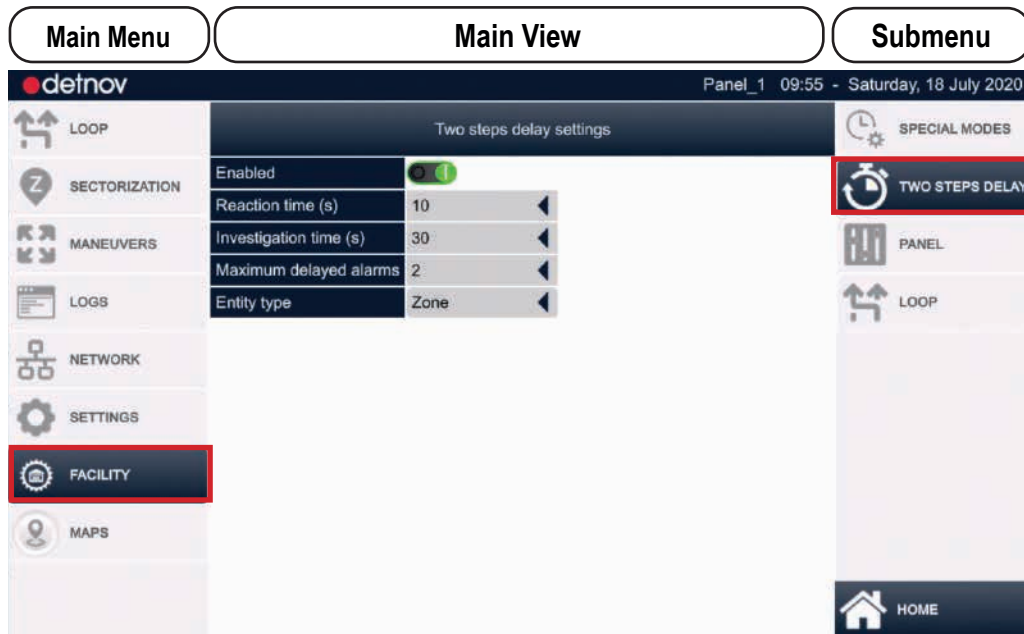 Main Menu
Main View
Submenu
detnov
Panel_1 09:55 - Saturday, 18 July 2020
LOOP
SECTORIZATION
MANEUVERS
LOGS
NETWORK
SETTINGS
FACILITY
MAPS
Two steps delay settings
Enabled
Reaction time (s) 10
Investigation time (s) 30
Maximum delayed alarms 2
Entity type Zone
SPECIAL MODES
TWO STEPS DELAY
PANEL
LOOP
HOME